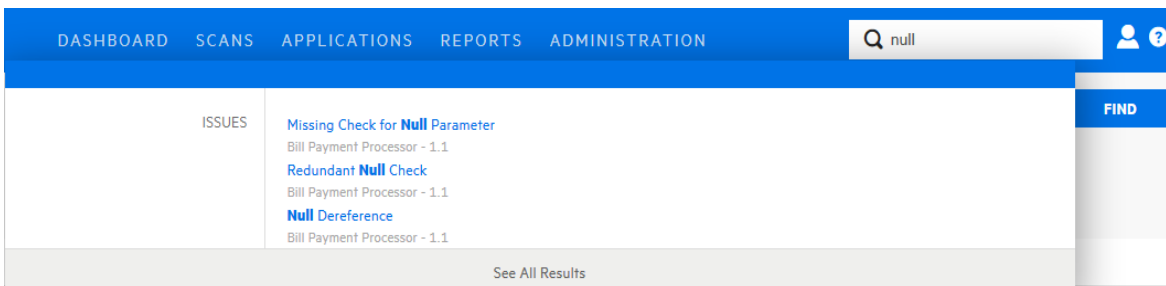 DASHBOARD SCANS APPLICATIONS REPORTS ADMINISTRATION null ?
FIND
ISSUES
Missing Check for Null Parameter
Bill Payment Processor - 1.1
Redundant Null Check
Bill Payment Processor - 1.1
Null Dereference
Bill Payment Processor - 1.1
See All Results